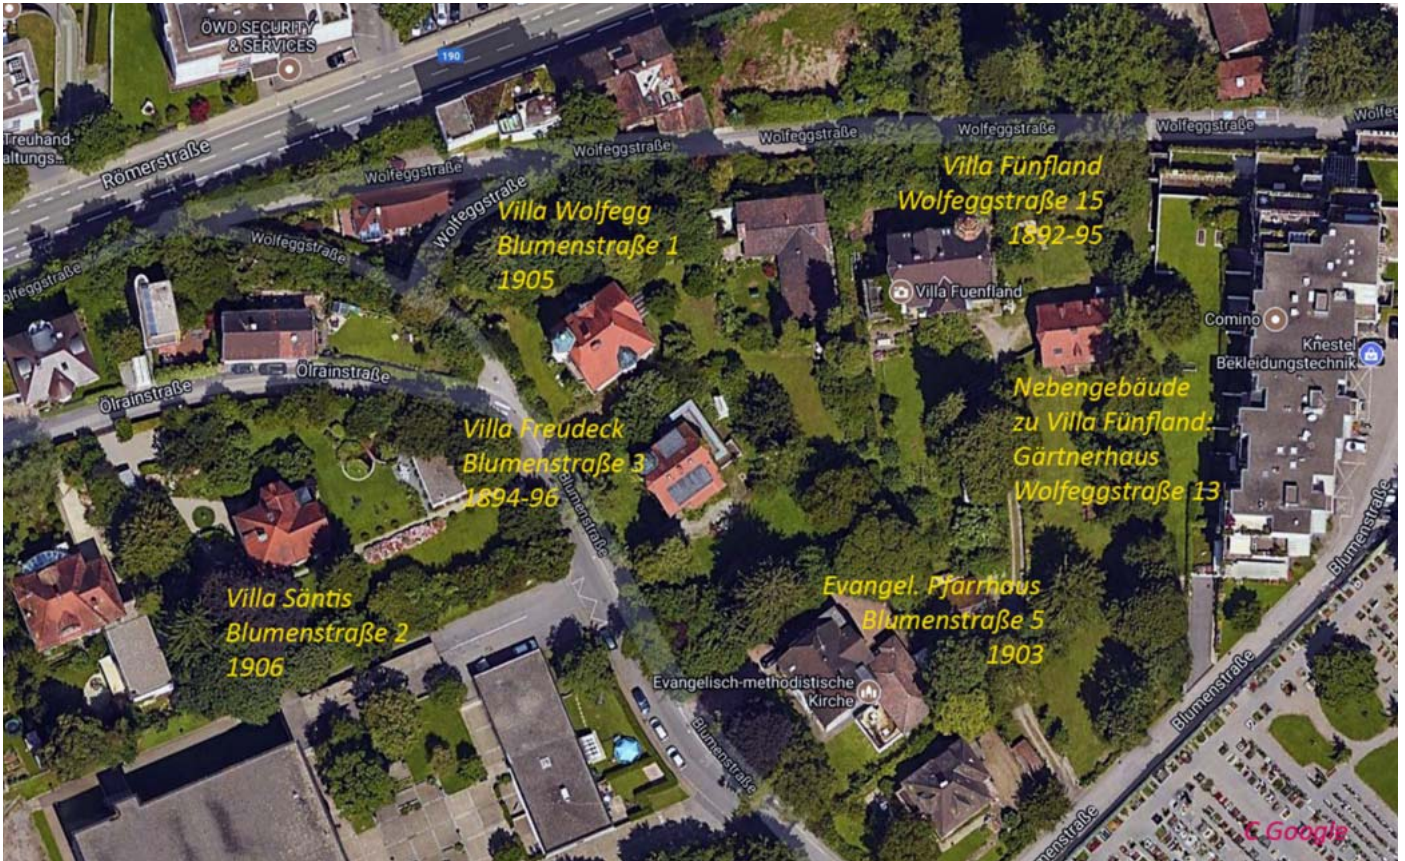 ÖWD SECURITY
& SERVICES
190
Treuhand-
altungs...
Römerstraße
Wolfeggstraße
Wolfeggstraße
Wolfeggstraße
Wolfeggstraße
Wolfeggstraße
Wolfeg
Wolfeggstraße
Wolfeggstraße
olfeggstraße
Villa Fünfland
Wolfeggstraße 15
1892-95
Villa Wolfegg
Blumenstraße 1
1905
Villa Fuenfland
Comino
Knestel
Bekleidungstechnik
Ölrainstraße
Ölrainstraße
Nebengebäude
zu Villa Fünfland:
Gärtnerhaus
Wolfeggstraße 13
Villa Freudeck
Blumenstraße 3
1894-96
Blumenstraße
Blumenstraße
Villa Säntis
Blumenstraße 2
1906
Evangel. Pfarrhaus
Blumenstraße 5
1903
Evangelisch-methodistische
Kirche
Blumenstraße
Blumenstraße
menstraße
C Google